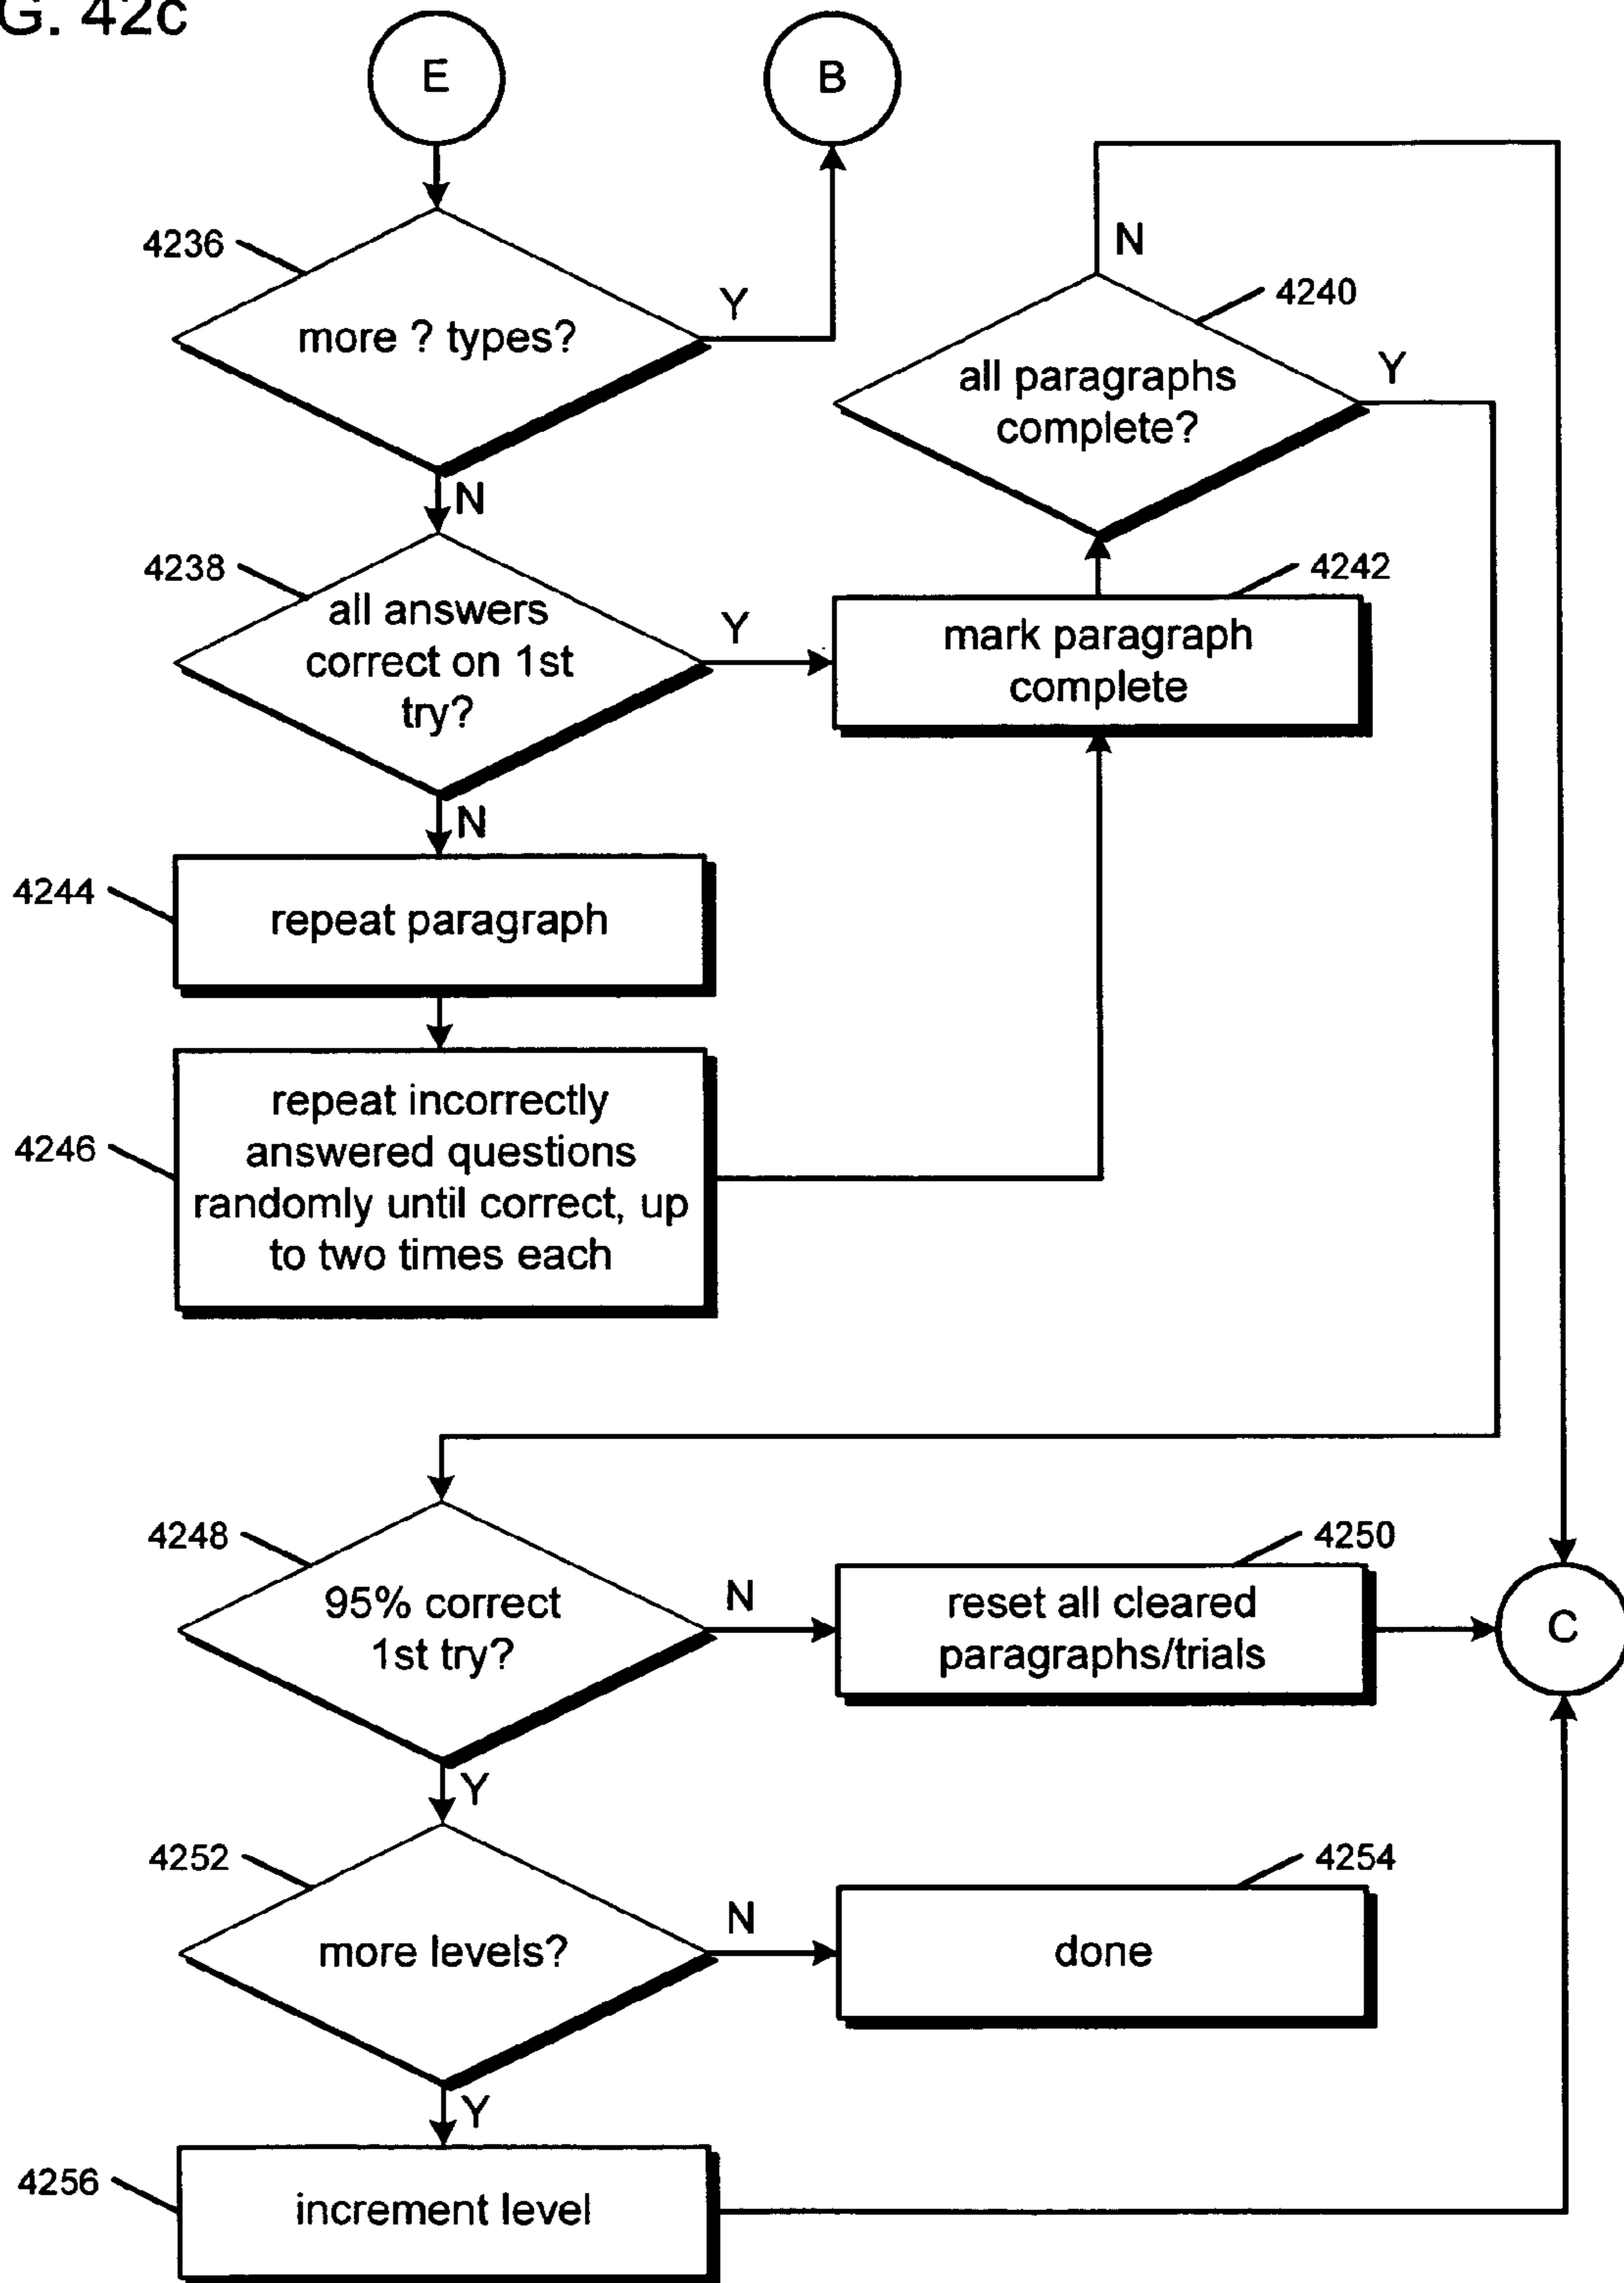 G. 42c
E
B
4236
more ? types?
Y
N
4240
all paragraphs
complete?
Y
N
4238
all answers
correct on 1st
try?
Y
4242
mark paragraph
complete
N
4244
repeat paragraph
4246
repeat incorrectly
answered questions
randomly until correct, up
to two times each
4248
95% correct
1st try?
N
4250
reset all cleared
paragraphs/trials
C
Y
4252
more levels?
N
4254
done
Y
4256
increment level